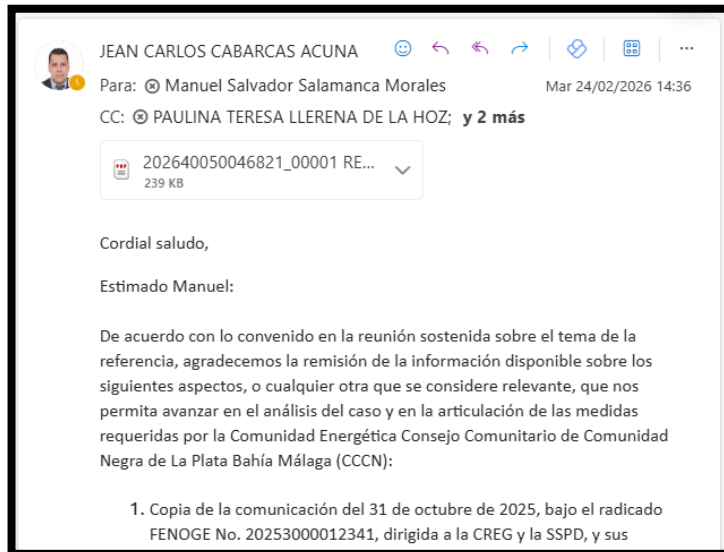 JEAN CARLOS CABARCAS ACUNA
Para: Manuel Salvador Salamanca Morales
Mar 24/02/2026 14:36
CC: PAULINA TERESA LLERENA DE LA HOZ; y 2 más
202640050046821_00001 RE...
239 KB
Cordial saludo,
Estimado Manuel:
De acuerdo con lo convenido en la reunión sostenida sobre el tema de la
referencia, agradecemos la remisión de la información disponible sobre los
siguientes aspectos, o cualquier otra que se considere relevante, que nos
permita avanzar en el análisis del caso y en la articulación de las medidas
requeridas por la Comunidad Energética Consejo Comunitario de Comunidad
Negra de La Plata Bahía Málaga (CCCN):
1. Copia de la comunicación del 31 de octubre de 2025, bajo el radicado
FENOGE No. 20253000012341, dirigida a la CREG y la SSPD, y sus